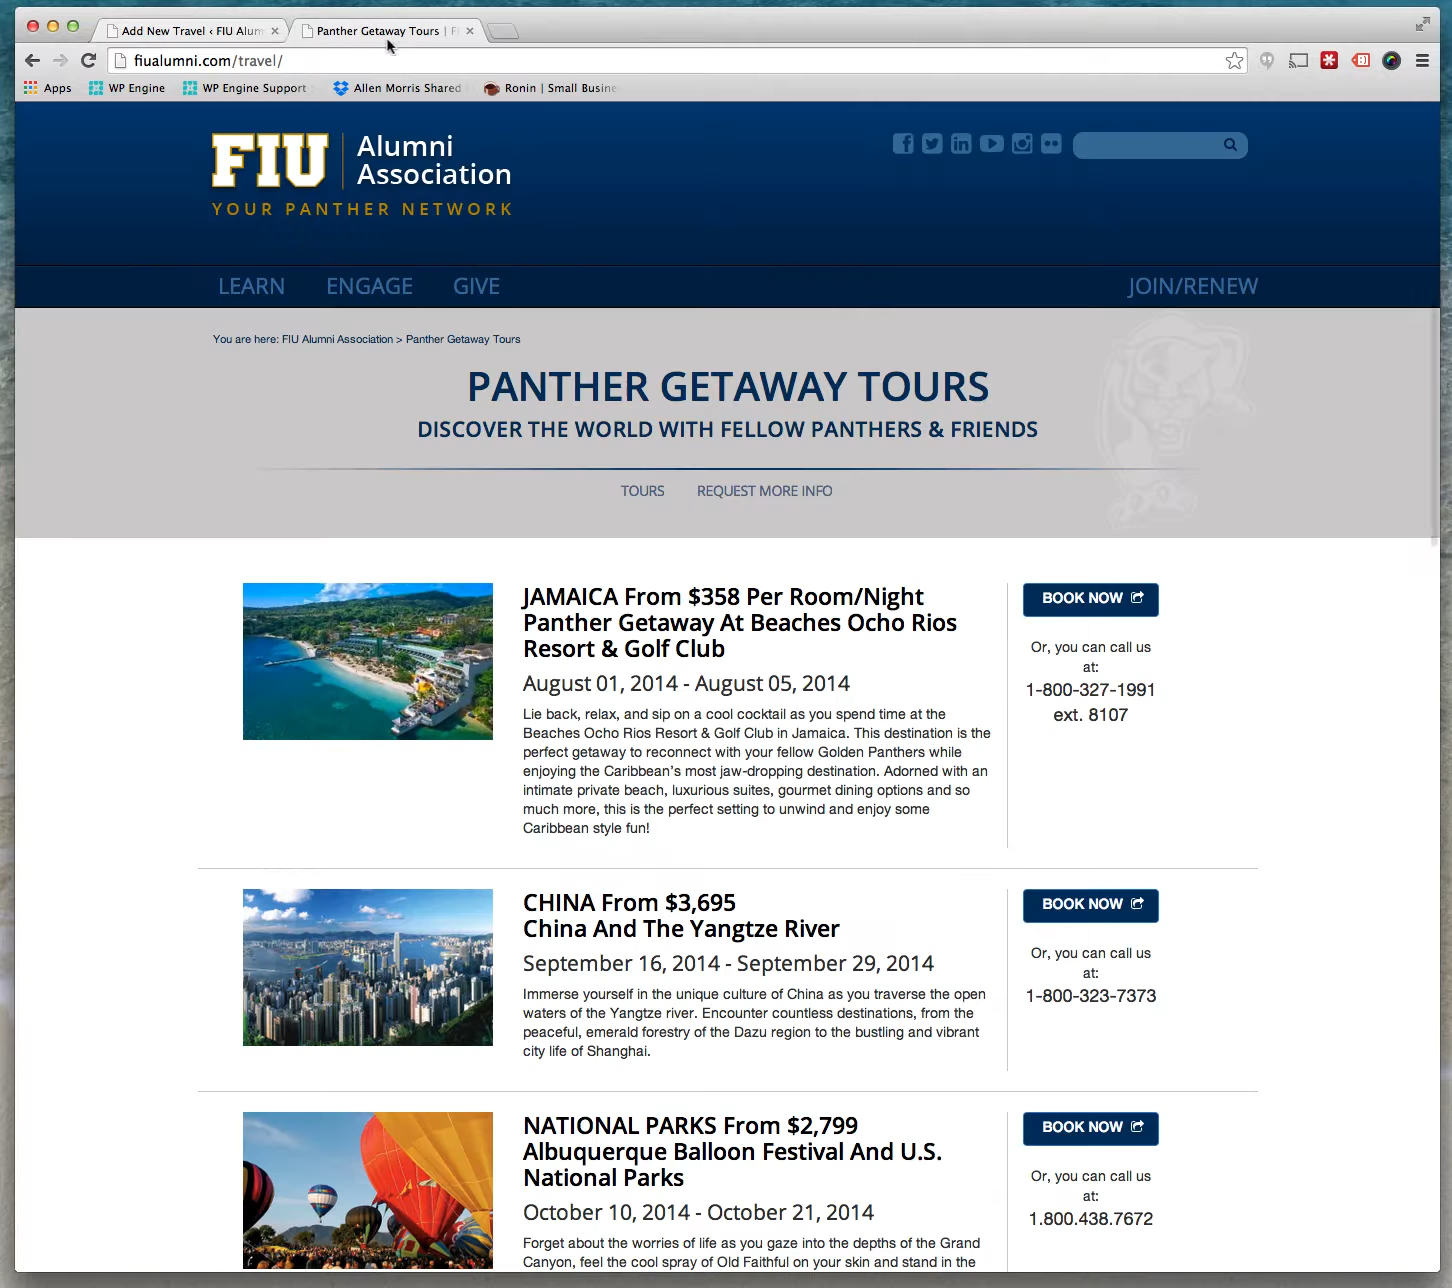 Add New Travel ‹ FIU Alum
Panther Getaway Tours | F
fiualumni.com/travel/
Apps
WP Engine
WP Engine Support
Allen Morris Shared
Ronin | Small Busine
FIU
Alumni
Association
YOUR PANTHER NETWORK
LEARN
ENGAGE
GIVE
JOIN/RENEW
You are here: FIU Alumni Association > Panther Getaway Tours
PANTHER GETAWAY TOURS
DISCOVER THE WORLD WITH FELLOW PANTHERS & FRIENDS
TOURS
REQUEST MORE INFO
JAMAICA From $358 Per Room/Night
Panther Getaway At Beaches Ocho Rios
Resort & Golf Club
August 01, 2014 - August 05, 2014
Lie back, relax, and sip on a cool cocktail as you spend time at the
Beaches Ocho Rios Resort & Golf Club in Jamaica. This destination is the
perfect getaway to reconnect with your fellow Golden Panthers while
enjoying the Caribbean's most jaw-dropping destination. Adorned with an
intimate private beach, luxurious suites, gourmet dining options and so
much more, this is the perfect setting to unwind and enjoy some
Caribbean style fun!
BOOK NOW
Or, you can call us
at:
1-800-327-1991
ext. 8107
CHINA From $3,695
China And The Yangtze River
September 16, 2014 - September 29, 2014
Immerse yourself in the unique culture of China as you traverse the open
waters of the Yangtze river. Encounter countless destinations, from the
peaceful, emerald forestry of the Dazu region to the bustling and vibrant
city life of Shanghai.
BOOK NOW
Or, you can call us
at:
1-800-323-7373
NATIONAL PARKS From $2,799
Albuquerque Balloon Festival And U.S.
National Parks
October 10, 2014 - October 21, 2014
Forget about the worries of life as you gaze into the depths of the Grand
Canyon, feel the cool spray of Old Faithful on your skin and stand in the
BOOK NOW
Or, you can call us
at:
1.800.438.7672